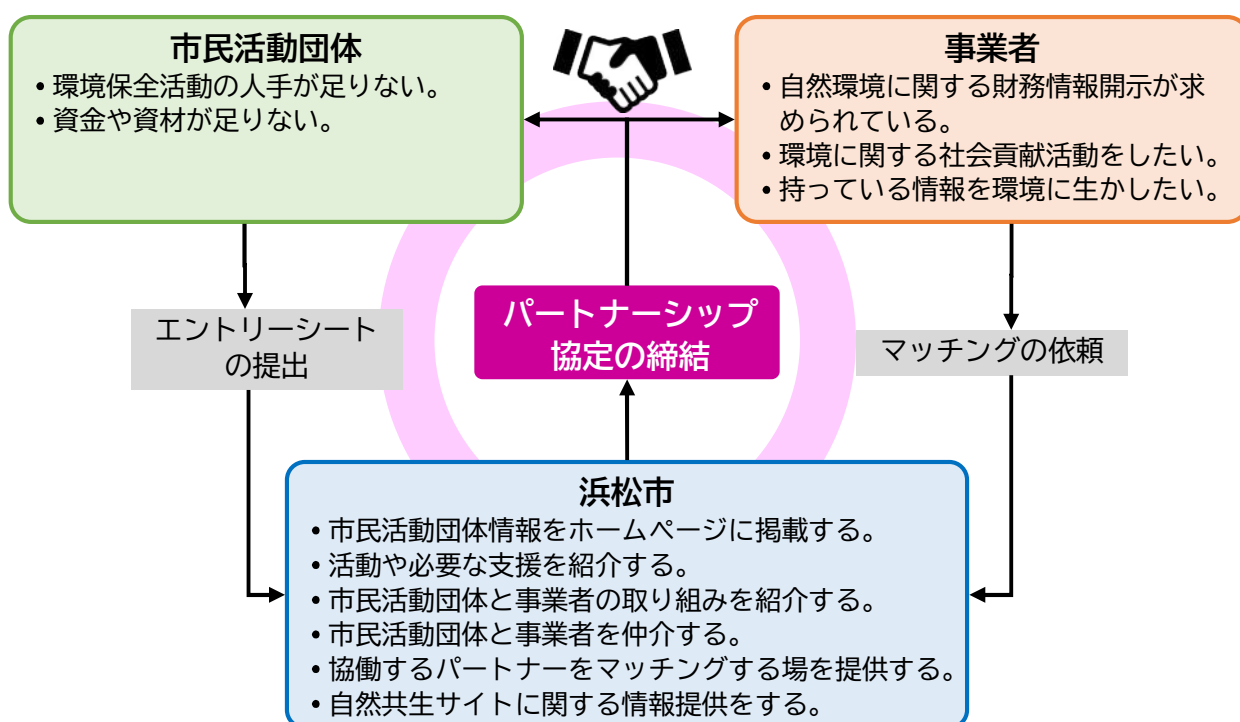 市民活動団体
• 環境保全活動の人手が足りない。
• 資金や資材が足りない。
事業者
• 自然環境に関する財務情報開示が求
められている。
• 環境に関する社会貢献活動をしたい。
• 持っている情報を環境に生かしたい。
エントリーシート
の提出
パートナーシップ
協定の締結
マッチングの依頼
浜松市
• 市民活動団体情報をホームページに掲載する。
• 活動や必要な支援を紹介する。
• 市民活動団体と事業者の取り組みを紹介する。
• 市民活動団体と事業者を仲介する。
• 協働するパートナーをマッチングする場を提供する。
• 自然共生サイトに関する情報提供をする。